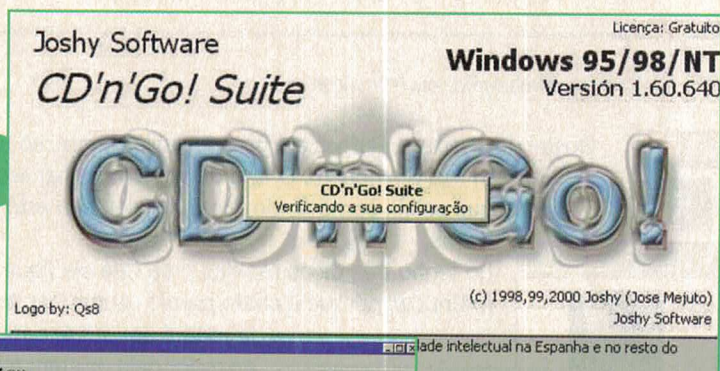 Licença: Gratuito
Joshy Software
Windows 95/98/NT
CD'n'Go! Suite
Versión 1.60.640
CD'n'Go!
CD'n'Go! Suite
Verificando a sua configuração
(c) 1998,99,2000 Joshy (Jose Mejuto)
Logo by: Qs8
Joshy Software
dade intelectual na Espanha e no resto do